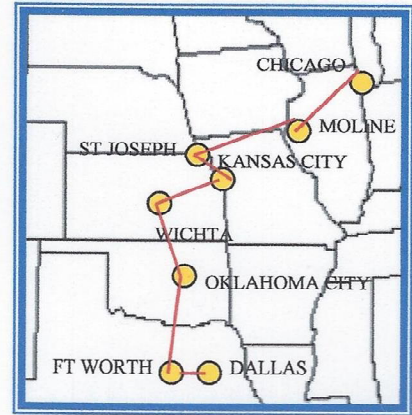 CHICAGO
MOLINE
ST JOSEPH
KANSAS CITY
WICHTA
OKLAHOMA CITY
FT WORTH
DALLAS